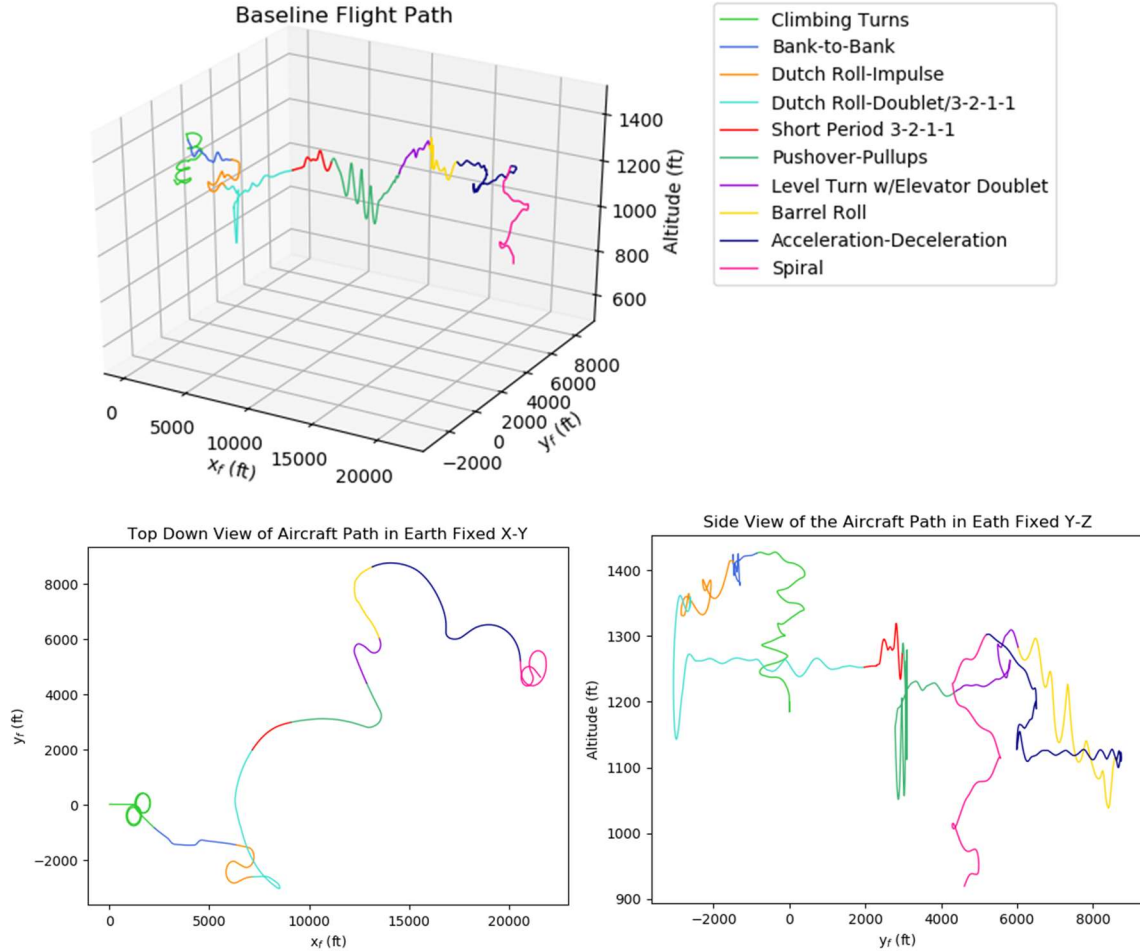 Baseline Flight Path
Climbing Turns
Bank-to-Bank
Dutch Roll-Impulse
Dutch Roll-Doublet/3-2-1-1
Short Period 3-2-1-1
Pushover-Pullups
Level Turn w/Elevator Doublet
Barrel Roll
Acceleration-Deceleration
Spiral
1400
1200
1000
800
600
Altitude (ft)
8000
6000
4000
2000
0
−2000
y_f (ft)
0
5000
10000
15000
20000
x_f (ft)
Top Down View of Aircraft Path in Earth Fixed X-Y
8000
6000
4000
2000
0
−2000
y_f (ft)
0
5000
10000
15000
20000
x_f (ft)
Side View of the Aircraft Path in Eath Fixed Y-Z
1400
1300
1200
1100
1000
900
Altitude (ft)
−2000
0
2000
4000
6000
8000
y_f (ft)